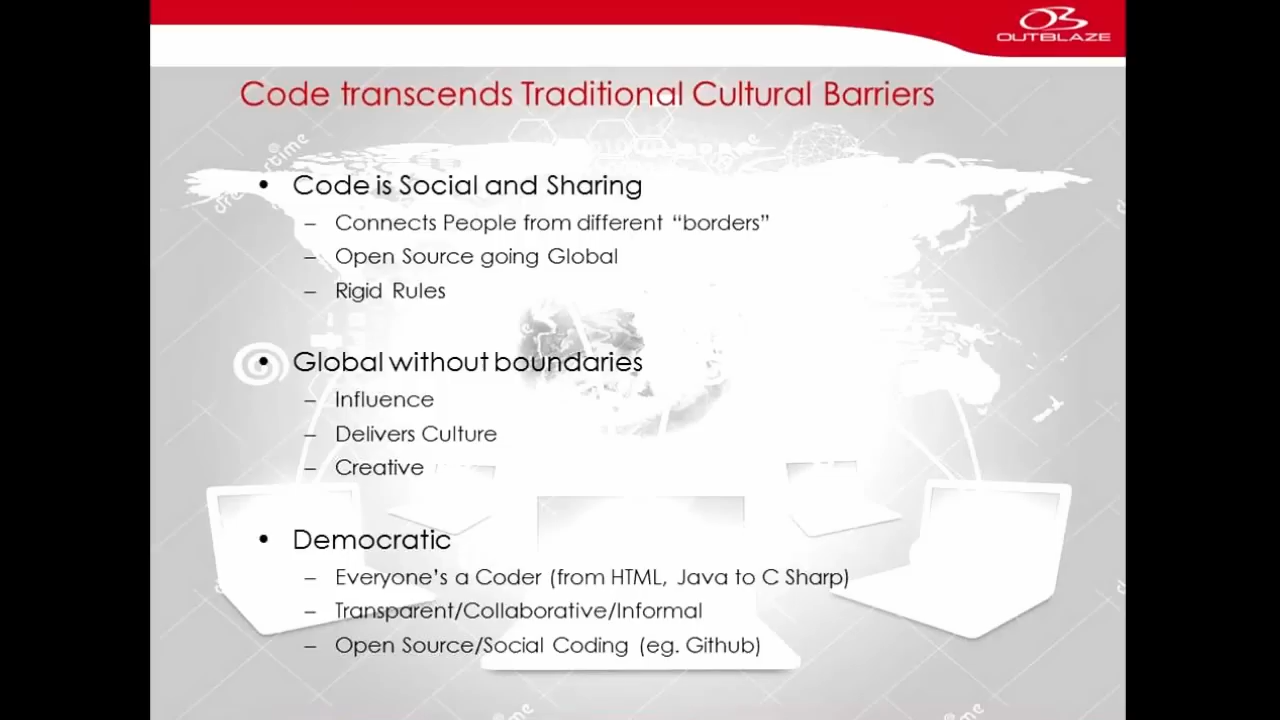 OUTBLAZE
Code transcends Traditional Cultural Barriers
• Code is Social and Sharing
– Connects People from different “borders”
– Open Source going Global
– Rigid Rules
• Global without boundaries
– Influence
– Delivers Culture
– Creative
• Democratic
– Everyone’s a Coder (from HTML, Java to C Sharp)
– Transparent/Collaborative/Informal
– Open Source/Social Coding (eg. Github)